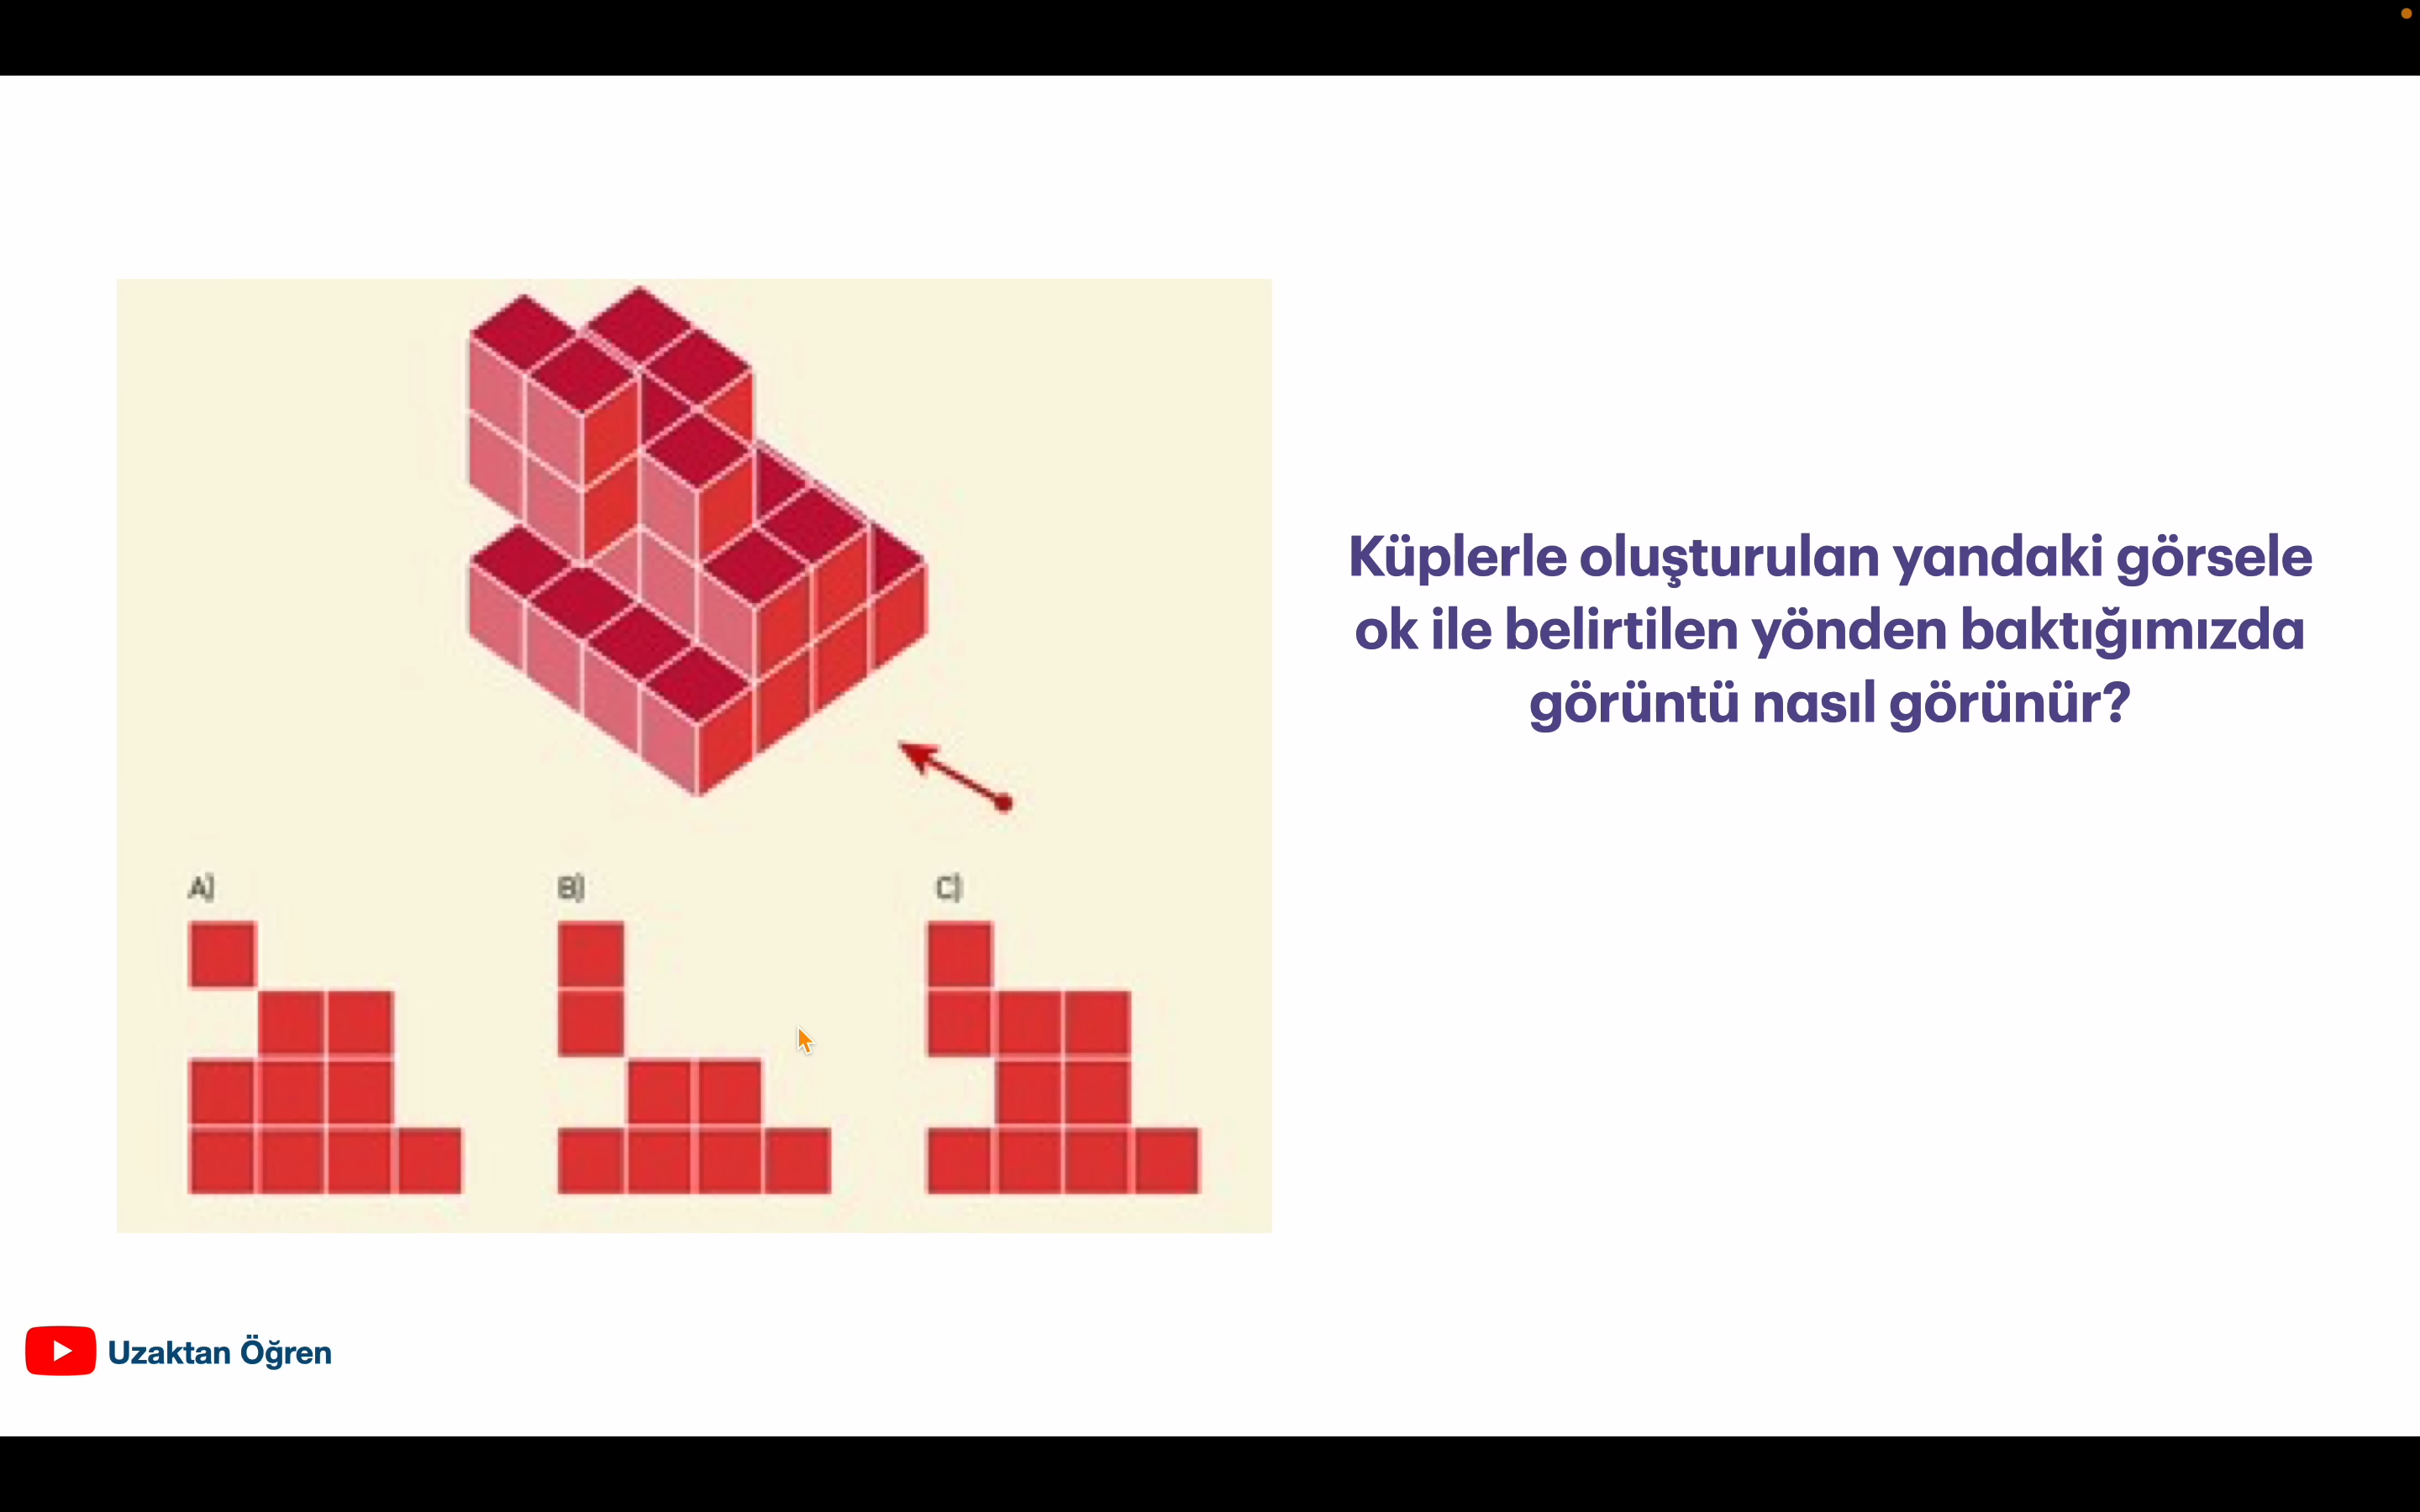 Küplerle oluşturulan yandaki görsele
ok ile belirtilen yönden baktığımızda
görüntü nasıl görünür?
A)
B)
C)
Uzaktan Öğren